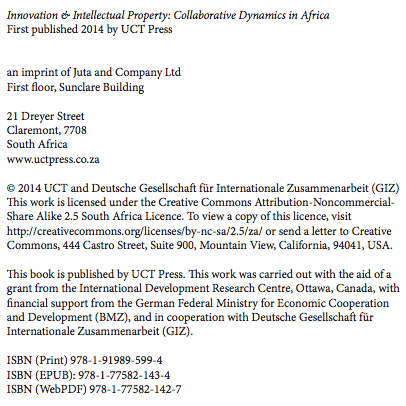 Innovation & Intellectual Property: Collaborative Dynamics in Africa
First published 2014 by UCT Press
an imprint of Juta and Company Ltd
First floor, Sunclare Building
21 Dreyer Street
Claremont, 7708
South Africa
www.uctpress.co.za
© 2014 UCT and Deutsche Gesellschaft für Internationale Zusammenarbeit (GIZ)
This work is licensed under the Creative Commons Attribution-Noncommercial-
Share Alike 2.5 South Africa Licence. To view a copy of this licence, visit
http://creativecommons.org/licenses/by-nc-sa/2.5/za/ or send a letter to Creative
Commons, 444 Castro Street, Suite 900, Mountain View, California, 94041, USA.
This book is published by UCT Press. This work was carried out with the aid of a
grant from the International Development Research Centre, Ottawa, Canada, with
financial support from the German Federal Ministry for Economic Cooperation
and Development (BMZ), and in cooperation with Deutsche Gesellschaft für
Internationale Zusammenarbeit (GIZ).
ISBN (Print) 978-1-91989-599-4
ISBN (EPUB): 978-1-77582-143-4
ISBN (WebPDF) 978-1-77582-142-7